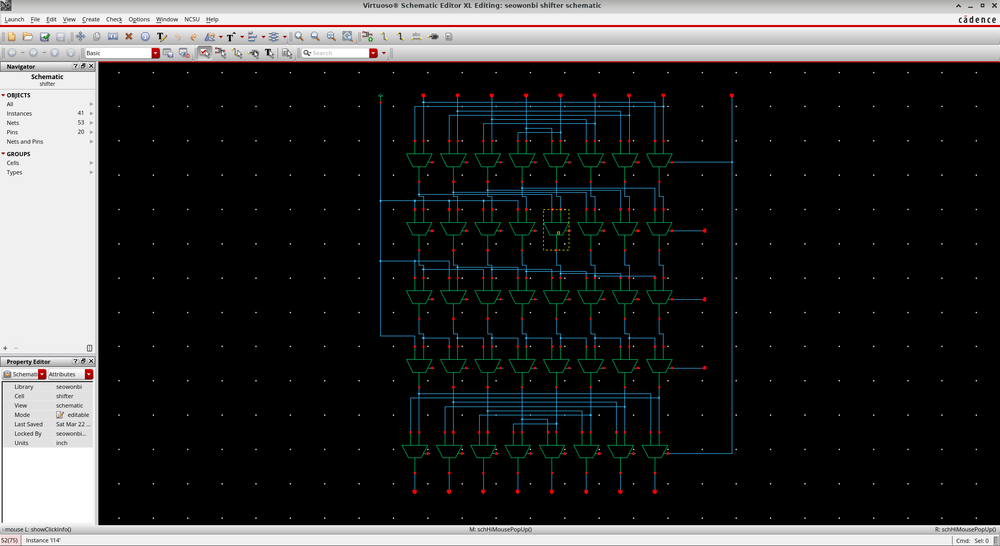 Virtuoso® Schematic Editor XL Editing: seowonbi shifter schematic
Launch File Edit View Create Check Options Window NCSU Help
cādence
abc
Basic
Search
Navigator
Schematic
shifter
OBJECTS
All
Instances 41
Nets 53
Pins 20
Nets and Pins
GROUPS
Cells
Types
Property Editor
Schemati Attributes
Library seowonbi
Cell shifter
View schematic
Mode editable
Last Saved Sat Mar 22 ...
Locked By seowonbi...
Units inch
mouse L: showClickInfo() M: schHiMousePopUp() R: schHiMousePopUp()
52(75) Instance 'I14' Cmd: Sel: 0